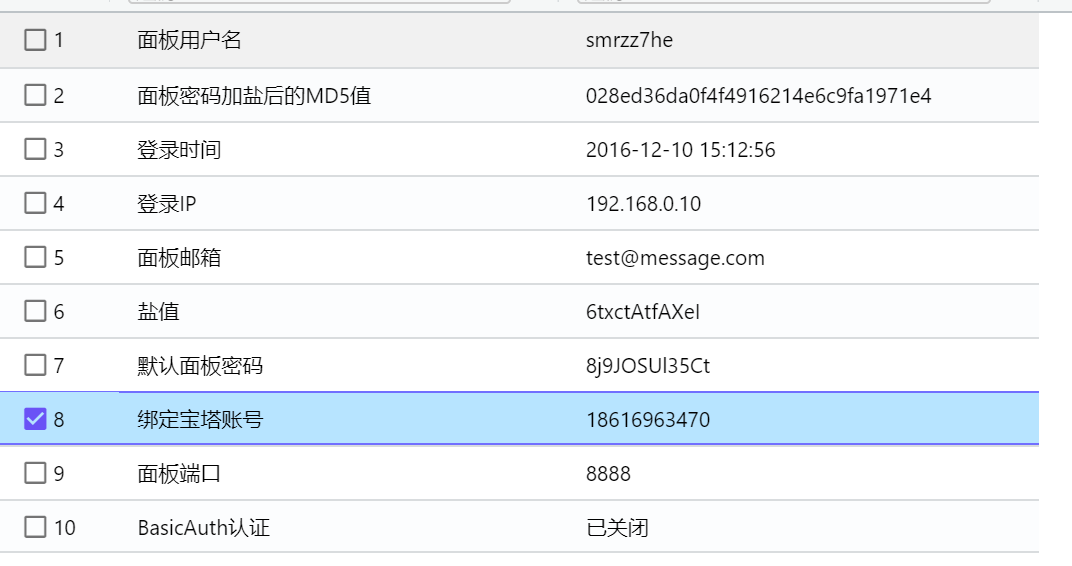 1 面板用户名 smrzz7he
2 面板密码加盐后的MD5值 028ed36da0f4f4916214e6c9fa1971e4
3 登录时间 2016-12-10 15:12:56
4 登录IP 192.168.0.10
5 面板邮箱 test@message.com
6 盐值 6txctAtfAXeI
7 默认面板密码 8j9JOSUl35Ct
8 绑定宝塔账号 18616963470
9 面板端口 8888
10 BasicAuth认证 已关闭